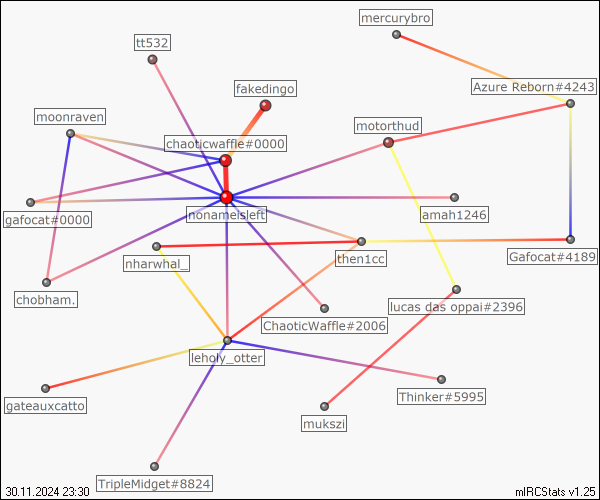 mercurybro
tt532
Azure Reborn#4243
fakedingo
moonraven
motorthud
chaoticwaffle#0000
gafocat#0000
nonameisleft
amah1246
nharwhal_
then1cc
Gafocat#4189
chobham.
ChaoticWaffle#2006
lucas das oppai#2396
leholy_otter
gateauxcatto
Thinker#5995
mukszi
TripleMidget#8824
30.11.2024 23:30
mIRCStats v1.25